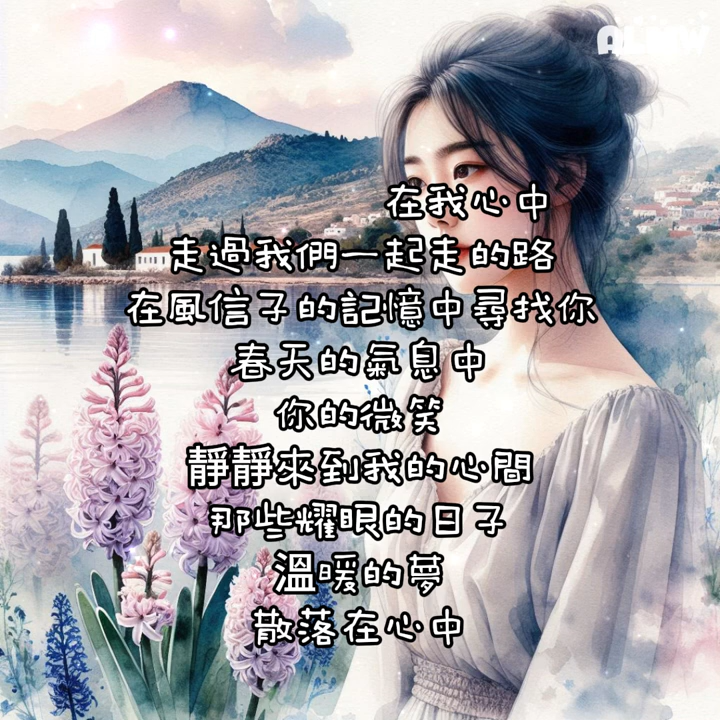 ALMW
在我心中
走過我們一起走的路
在風信子的記憶中尋找你
春天的氣息中
你的微笑
靜靜來到我的心間
那些耀眼的日子
溫暖的夢
散落在心中